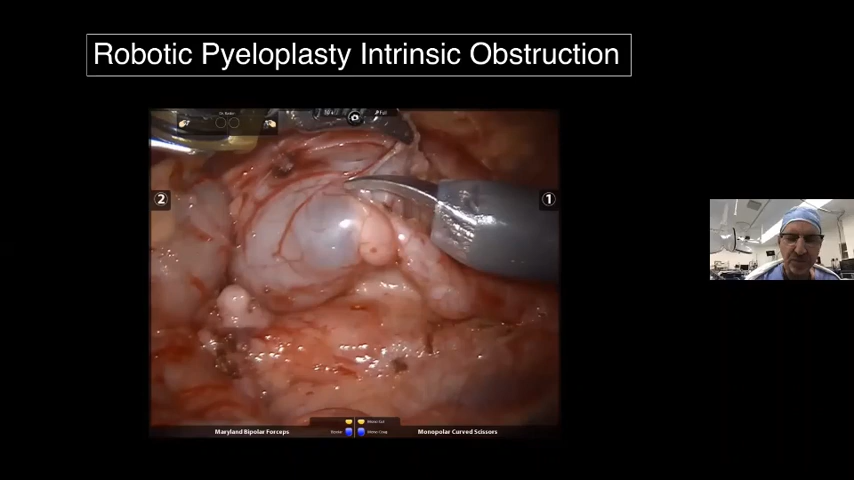 Robotic Pyeloplasty Intrinsic Obstruction
2
1
Maryland Bipolar Forceps
Monopolar Curved Scissors